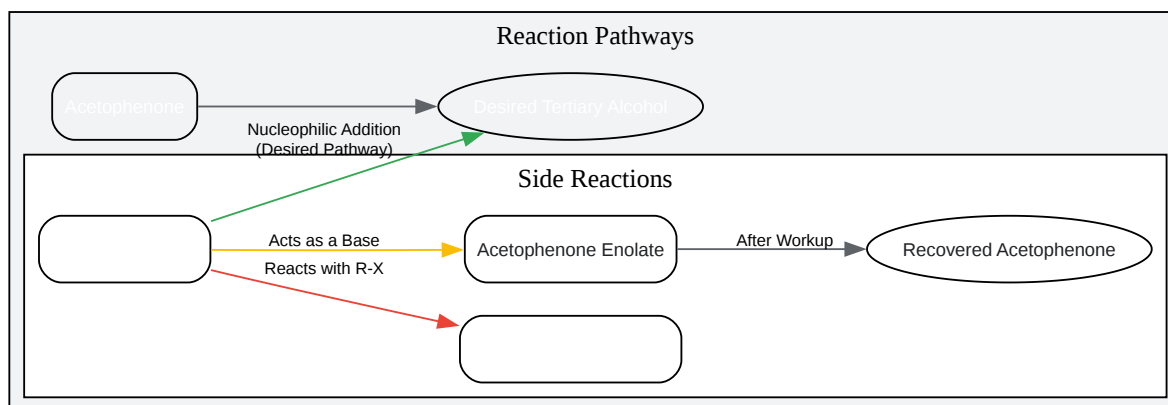 Reaction Pathways
Acetophenone
Desired Tertiary Alcohol
Nucleophilic Addition
(Desired Pathway)
Side Reactions
Acts as a Base
Reacts with R-X
Acetophenone Enolate
After Workup
Recovered Acetophenone